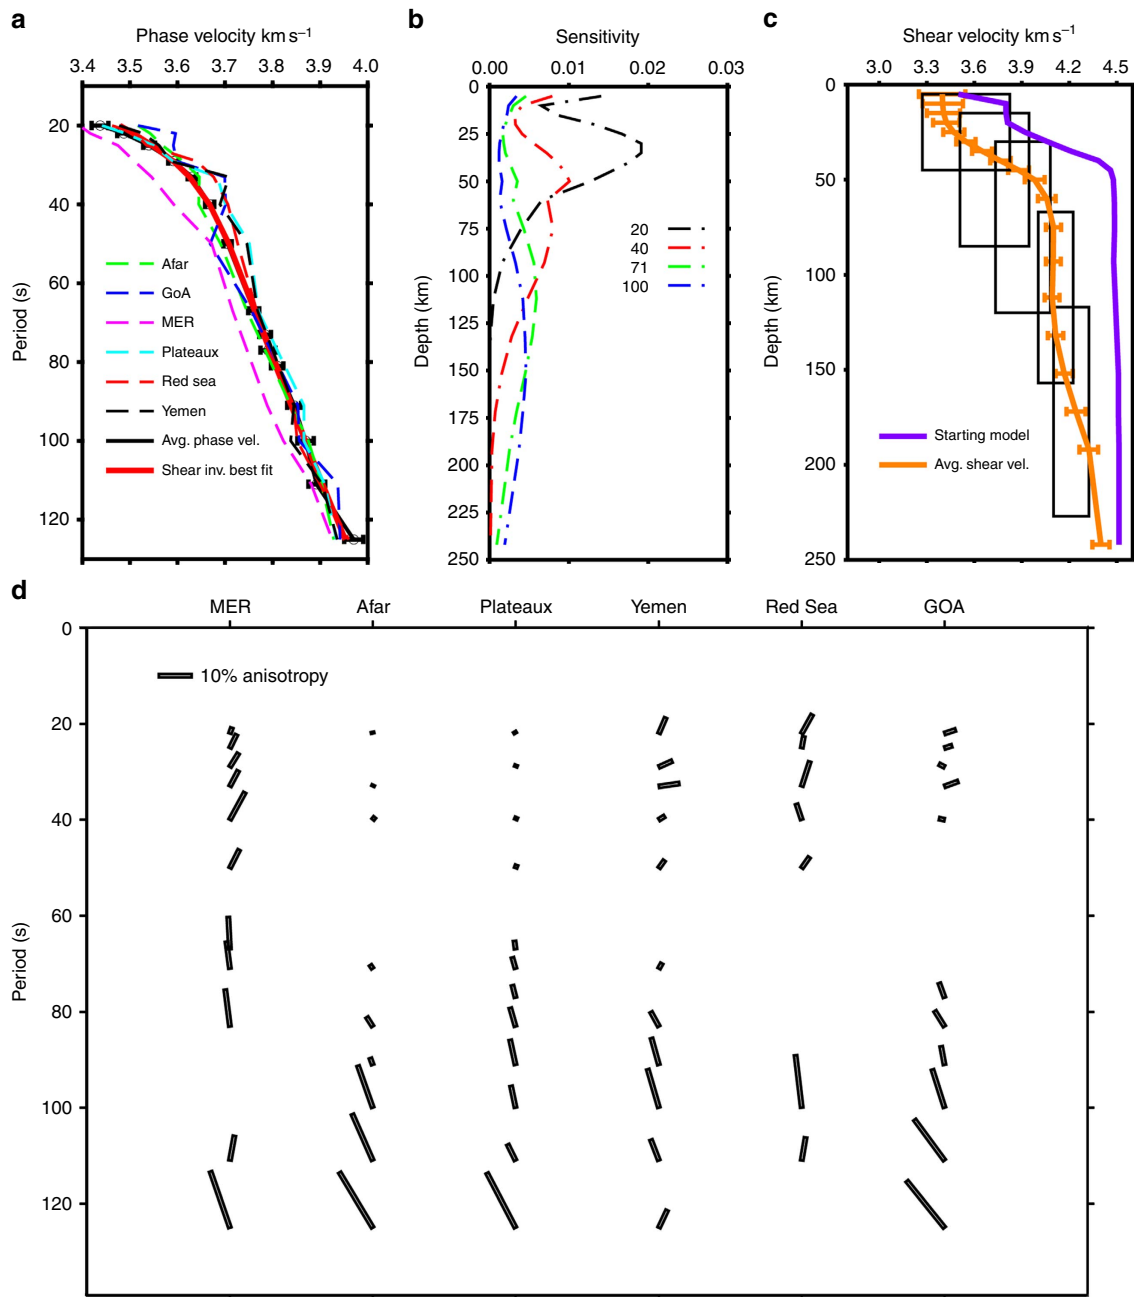 a
Phase velocity km s⁻¹
3.4 3.5 3.6 3.7 3.8 3.9 4.0
20
40
60
80
100
120
Period (s)
Afar
GoA
MER
Plateaux
Red sea
Yemen
Avg. phase vel.
Shear inv. best fit
b
Sensitivity
0.00 0.01 0.02 0.03
0
25
50
75
100
125
150
175
200
225
250
Depth (km)
20
40
71
100
c
Shear velocity km s⁻¹
3.0 3.3 3.6 3.9 4.2 4.5
0
50
100
150
200
250
Depth (km)
Starting model
Avg. shear vel.
d
MER Afar Plateaux Yemen Red Sea GOA
0
20
40
60
80
100
120
Period (s)
10% anisotropy